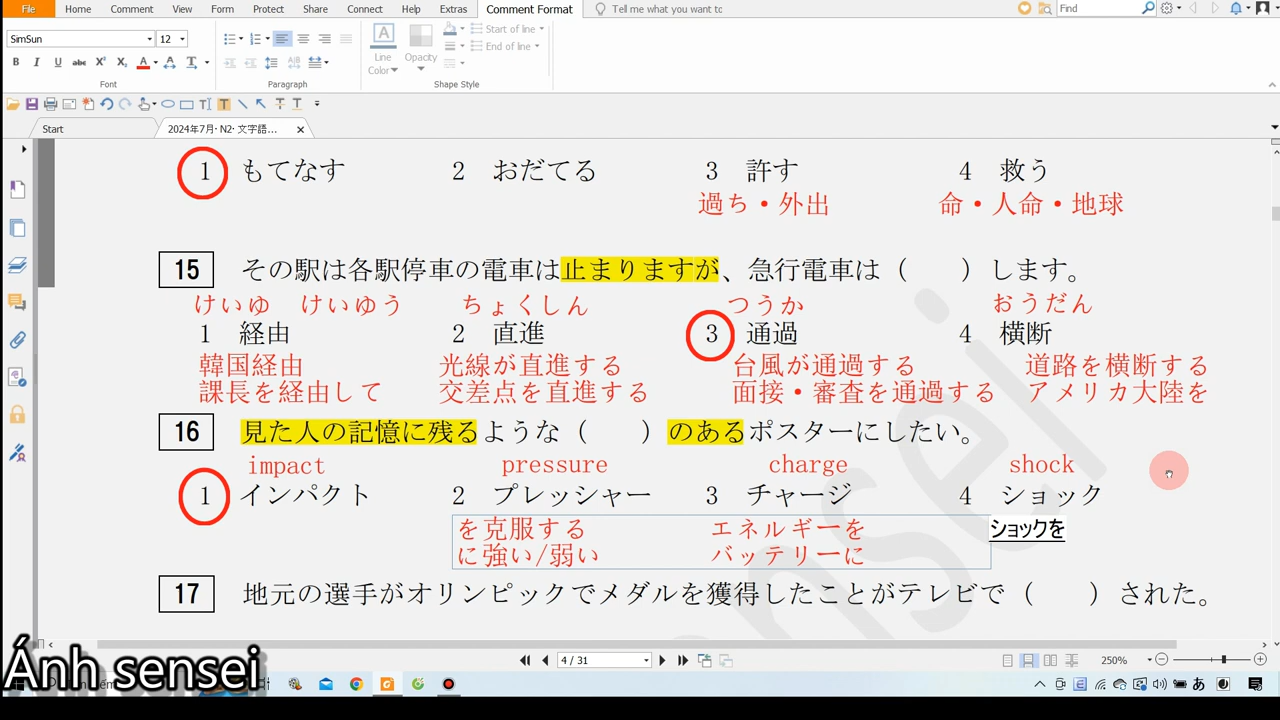 File Home Comment View Form Protect Share Connect Help Extras Comment Format Tell me what you want tc Find
SimSun 12 Line Color Opacity Start of line End of line
Font Paragraph Shape Style
Start 2024年7月· N2· 文字語...
1 もてなす 2 おだてる 3 許す 4 救う
過ち・外出 命・人命・地球
15 その駅は各駅停車の電車は止まりますが、急行電車は（ ）します。
けいゆ けいゆう ちょくしん つうか おうだん
1 経由 2 直進 3 通過 4 横断
韓国経由 光線が直進する 台風が通過する 道路を横断する
課長を経由して 交差点を直進する 面接・審査を通過する アメリカ大陸を
16 見た人の記憶に残るような（ ）のあるポスターにしたい。
impact pressure charge shock
1 インパクト 2 プレッシャー 3 チャージ 4 ショック
を克服する エネルギーを ショックを
に強い/弱い バッテリーに
17 地元の選手がオリンピックでメダルを獲得したことがテレビで（ ）された。
4 / 31 250%
Ánh sensei